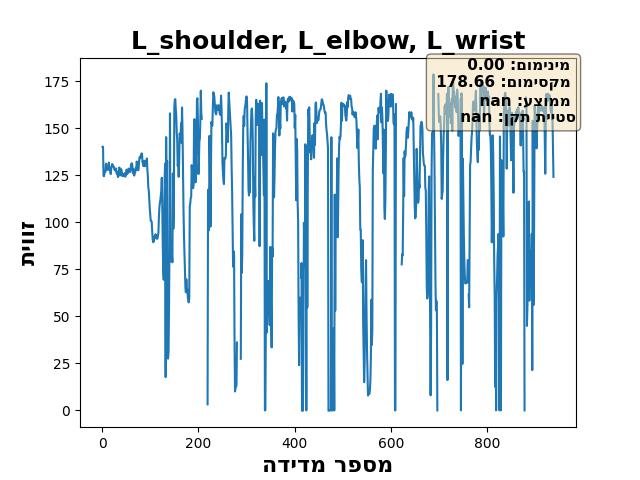 L_shoulder, L_elbow, L_wrist
מינימום: 0.00
מקסימום: 178.66
ממוצע: nan
סטיית תקן: nan
175
150
125
100
75
50
25
0
זווית
0 200 400 600 800
מספר מדידה